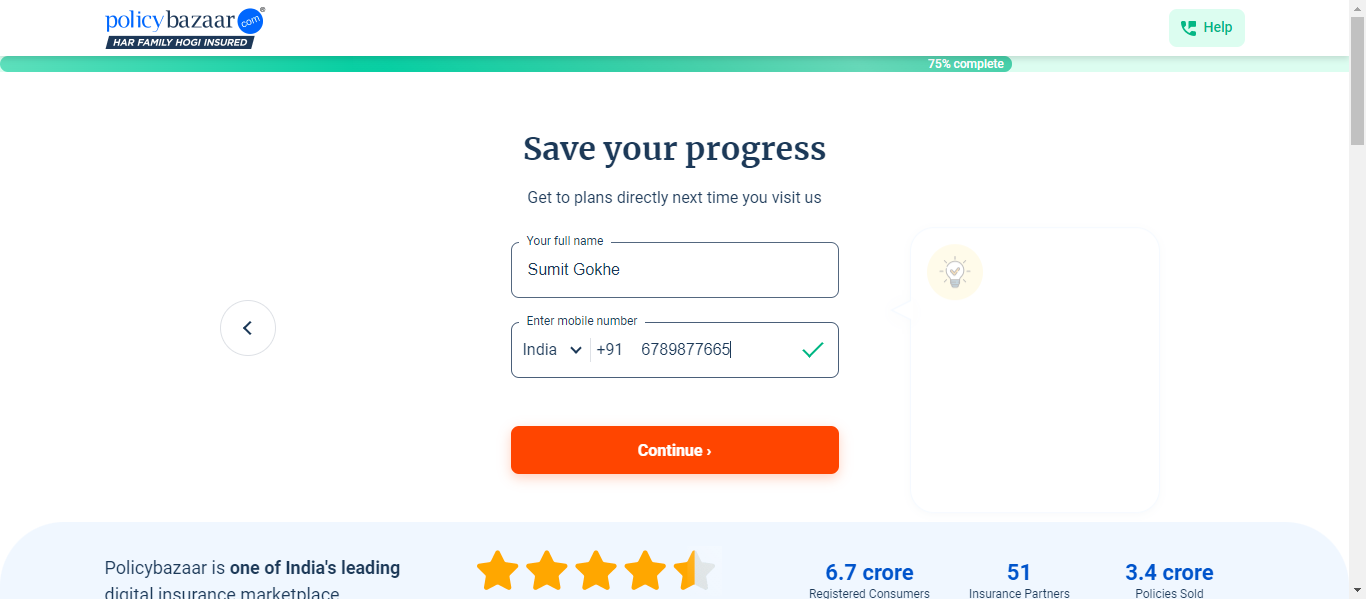 policybazaar.com®
HAR FAMILY HOGI INSURED
Help
75% complete
Save your progress
Get to plans directly next time you visit us
Your full name
Sumit Gokhe
Enter mobile number
India +91 6789877665
Continue ›
Policybazaar is one of India's leading
digital insurance marketplace
6.7 crore
Registered Consumers
51
Insurance Partners
3.4 crore
Policies Sold